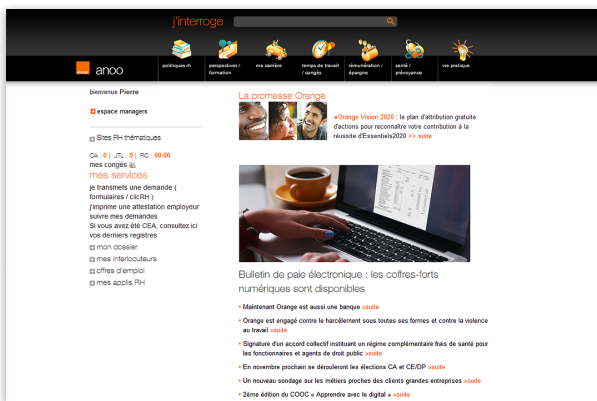 j'interroge
politiques rh
perspectives /
formation
ma carrière
temps de travail
/ congés
rémunération /
épargne
santé /
prévoyance
vie pratique
orange
anoo
bienvenue Pierre
espace managers
Sites RH thématiques
CA : 0 | JTL : 0 | RC : 00:00
mes congés
mes services
je transmets une demande (
formulaires / clicRH )
j'imprime une attestation employeur
suivre mes demandes
Si vous avez été CEA, consultez ici
vos derniers registres
mon dossier
mes interlocuteurs
offres d'emploi
mes applis RH
La promesse Orange
»Orange Vision 2020 : le plan d'attribution gratuite
d'actions pour reconnaître votre contribution à la
réussite d'Essentiels2020 >> suite
Bulletin de paie électronique : les coffres-forts
numériques sont disponibles
• Maintenant Orange est aussi une banque »suite
• Orange est engagé contre le harcèlement sous toutes ses formes et contre la violence
au travail »suite
• Signature d'un accord collectif instituant un régime complémentaire frais de santé pour
les fonctionnaires et agents de droit public »suite
• En novembre prochain se dérouleront les élections CA et CE/DP »suite
• Un nouveau sondage sur les métiers proches des clients grandes entreprises »suite
• 2ème édition du COOC « Apprendre avec le digital » »suite